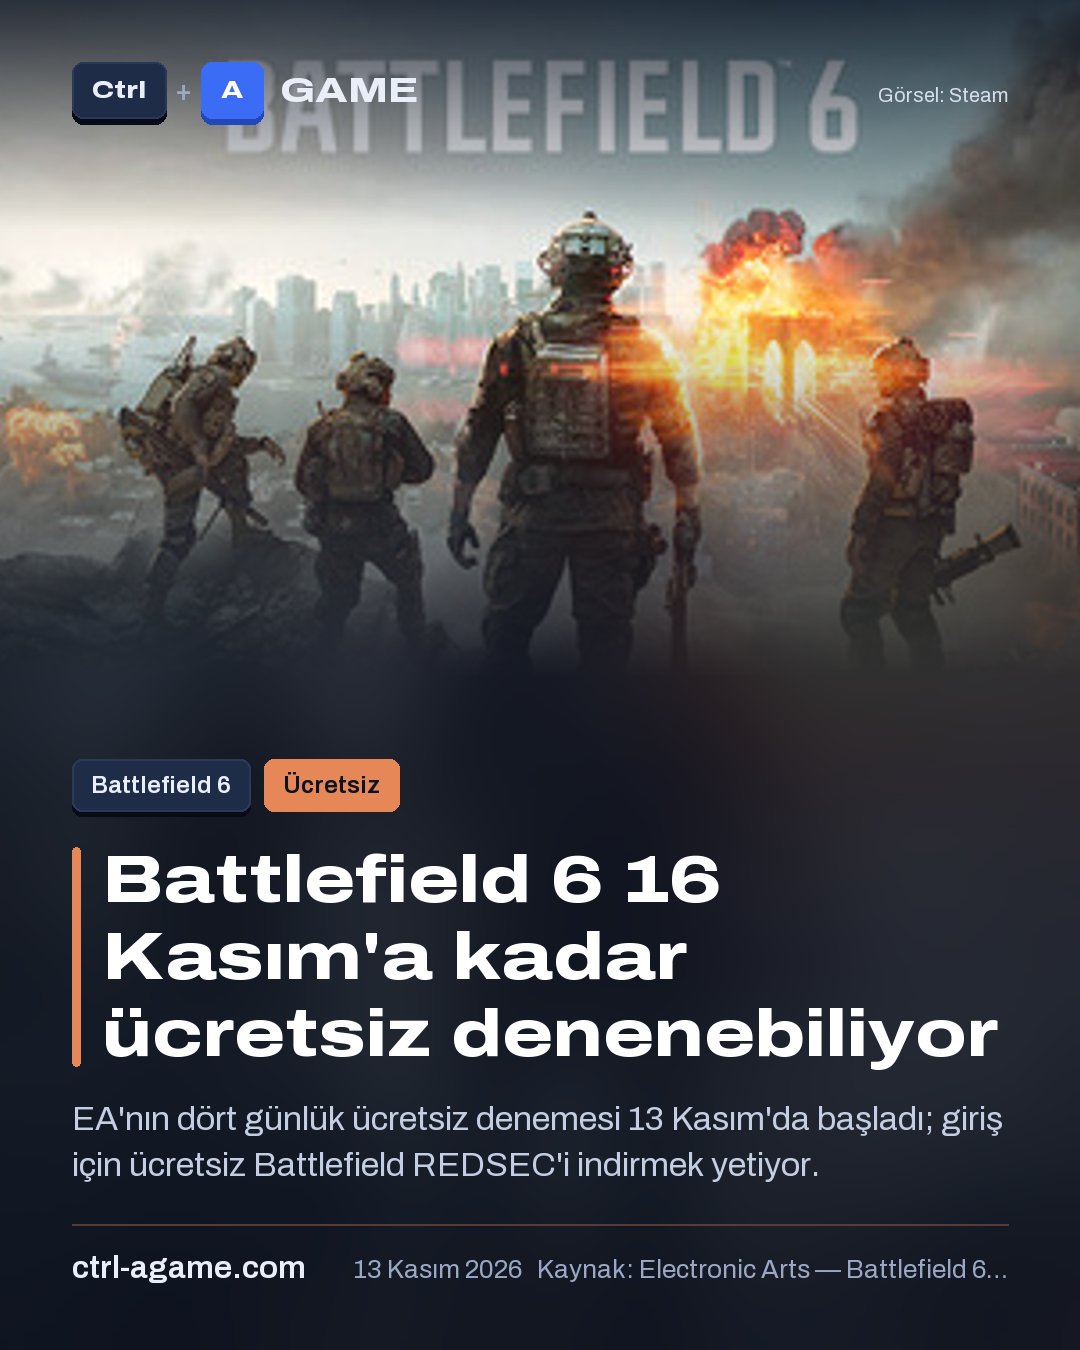 Ctrl + A GAME
BATTLEFIELD™ 6
Görsel: Steam
Battlefield 6
Ücretsiz
Battlefield 6 16
Kasım'a kadar
ücretsiz denenebiliyor
EA'nın dört günlük ücretsiz denemesi 13 Kasım'da başladı; giriş
için ücretsiz Battlefield REDSEC'i indirmek yetiyor.
ctrl-agame.com
13 Kasım 2026 Kaynak: Electronic Arts — Battlefield 6...